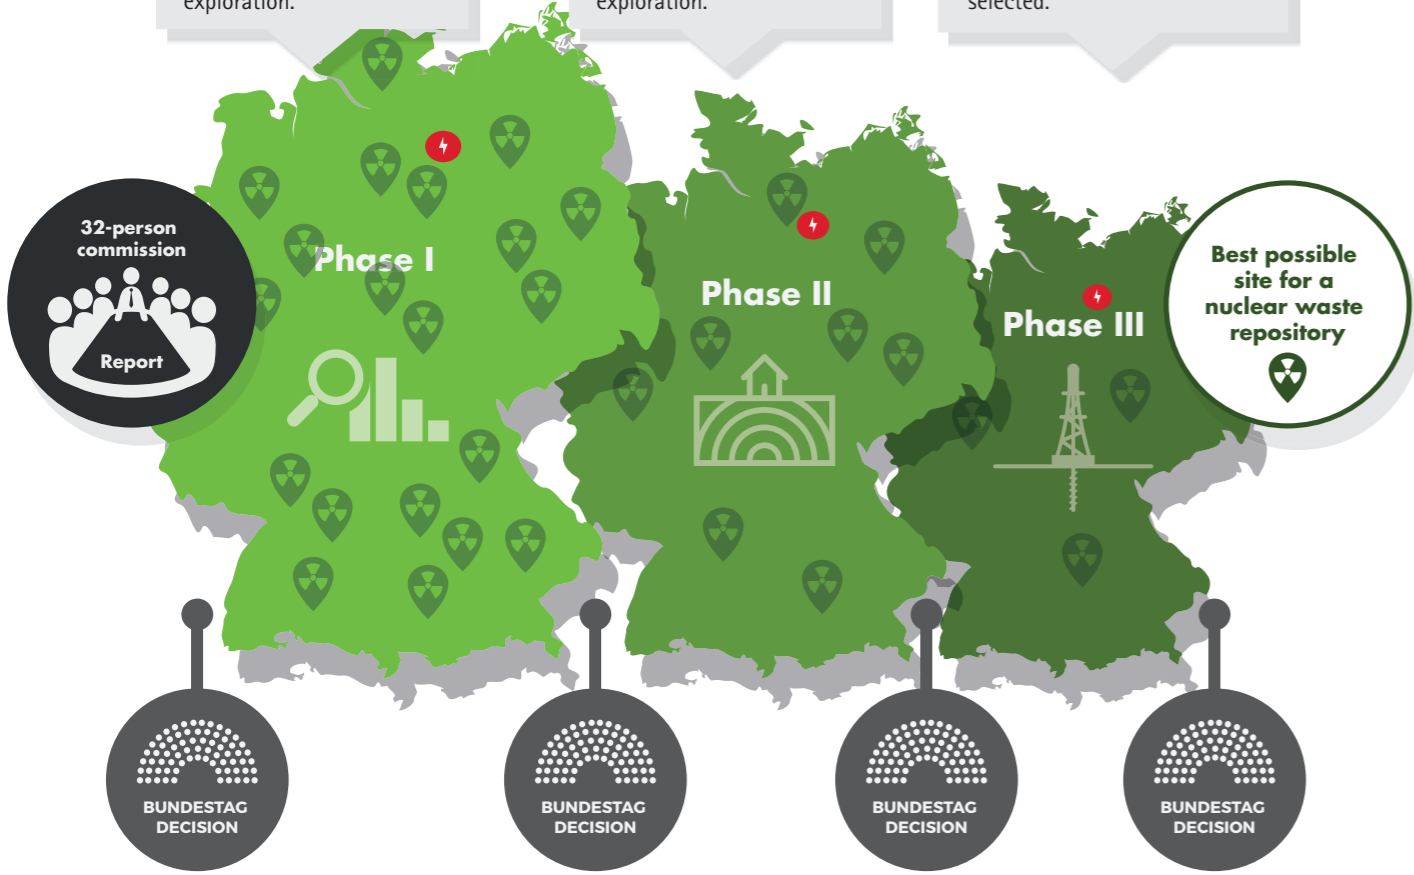 exploration.
exploration.
selected.
32-person
commission
Report
Phase I
Phase II
Phase III
Best possible
site for a
nuclear waste
repository
BUNDESTAG
DECISION
BUNDESTAG
DECISION
BUNDESTAG
DECISION
BUNDESTAG
DECISION